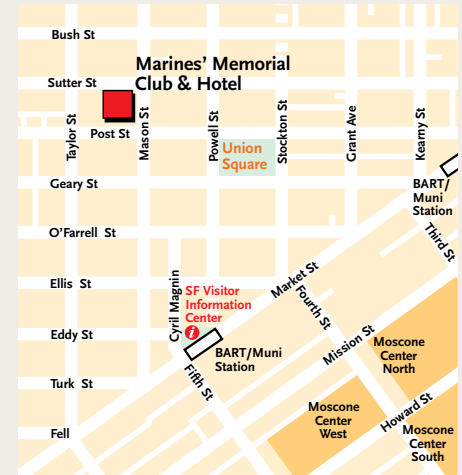 Bush St
Marines’ Memorial
Club & Hotel
Sutter St
Taylor St
Post St
Mason St
Powell St
Stockton St
Grant Ave
Kearny St
Union
Square
Geary St
BART/
Muni
Station
O’Farrell St
Third St
Ellis St
Cyril Magnin
SF Visitor
Information
Center
i
Market St
Fourth St
Eddy St
BART/Muni
Station
Mission St
Moscone
Center
North
Turk St
Fifth St
Howard St
Moscone
Center
West
Fell
Moscone
Center
South